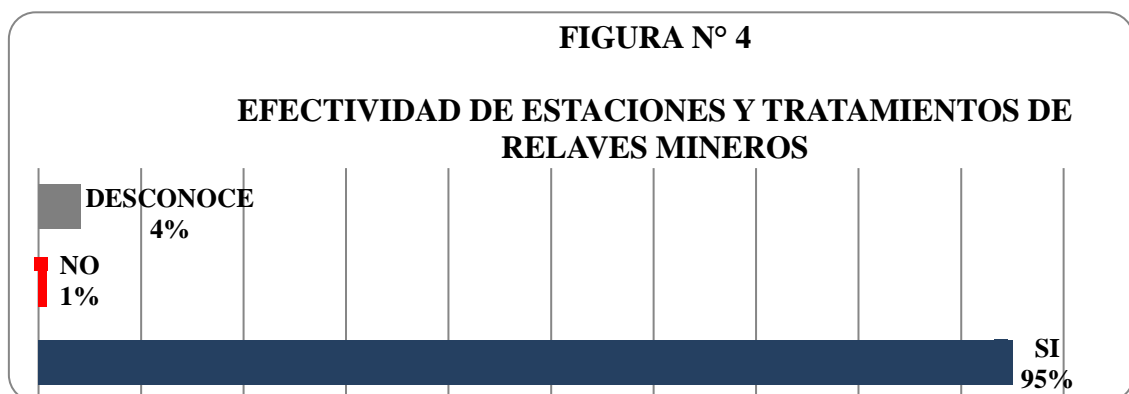 FIGURA N° 4
EFECTIVIDAD DE ESTACIONES Y TRATAMIENTOS DE
RELAVES MINEROS
DESCONOCE
4%
NO
1%
SI
95%